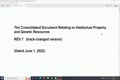 The Consolidated Document Relating to Intellectual Property
and Genetic Resources
REV.1 (track-changed version)
(Dated June 1, 2022)